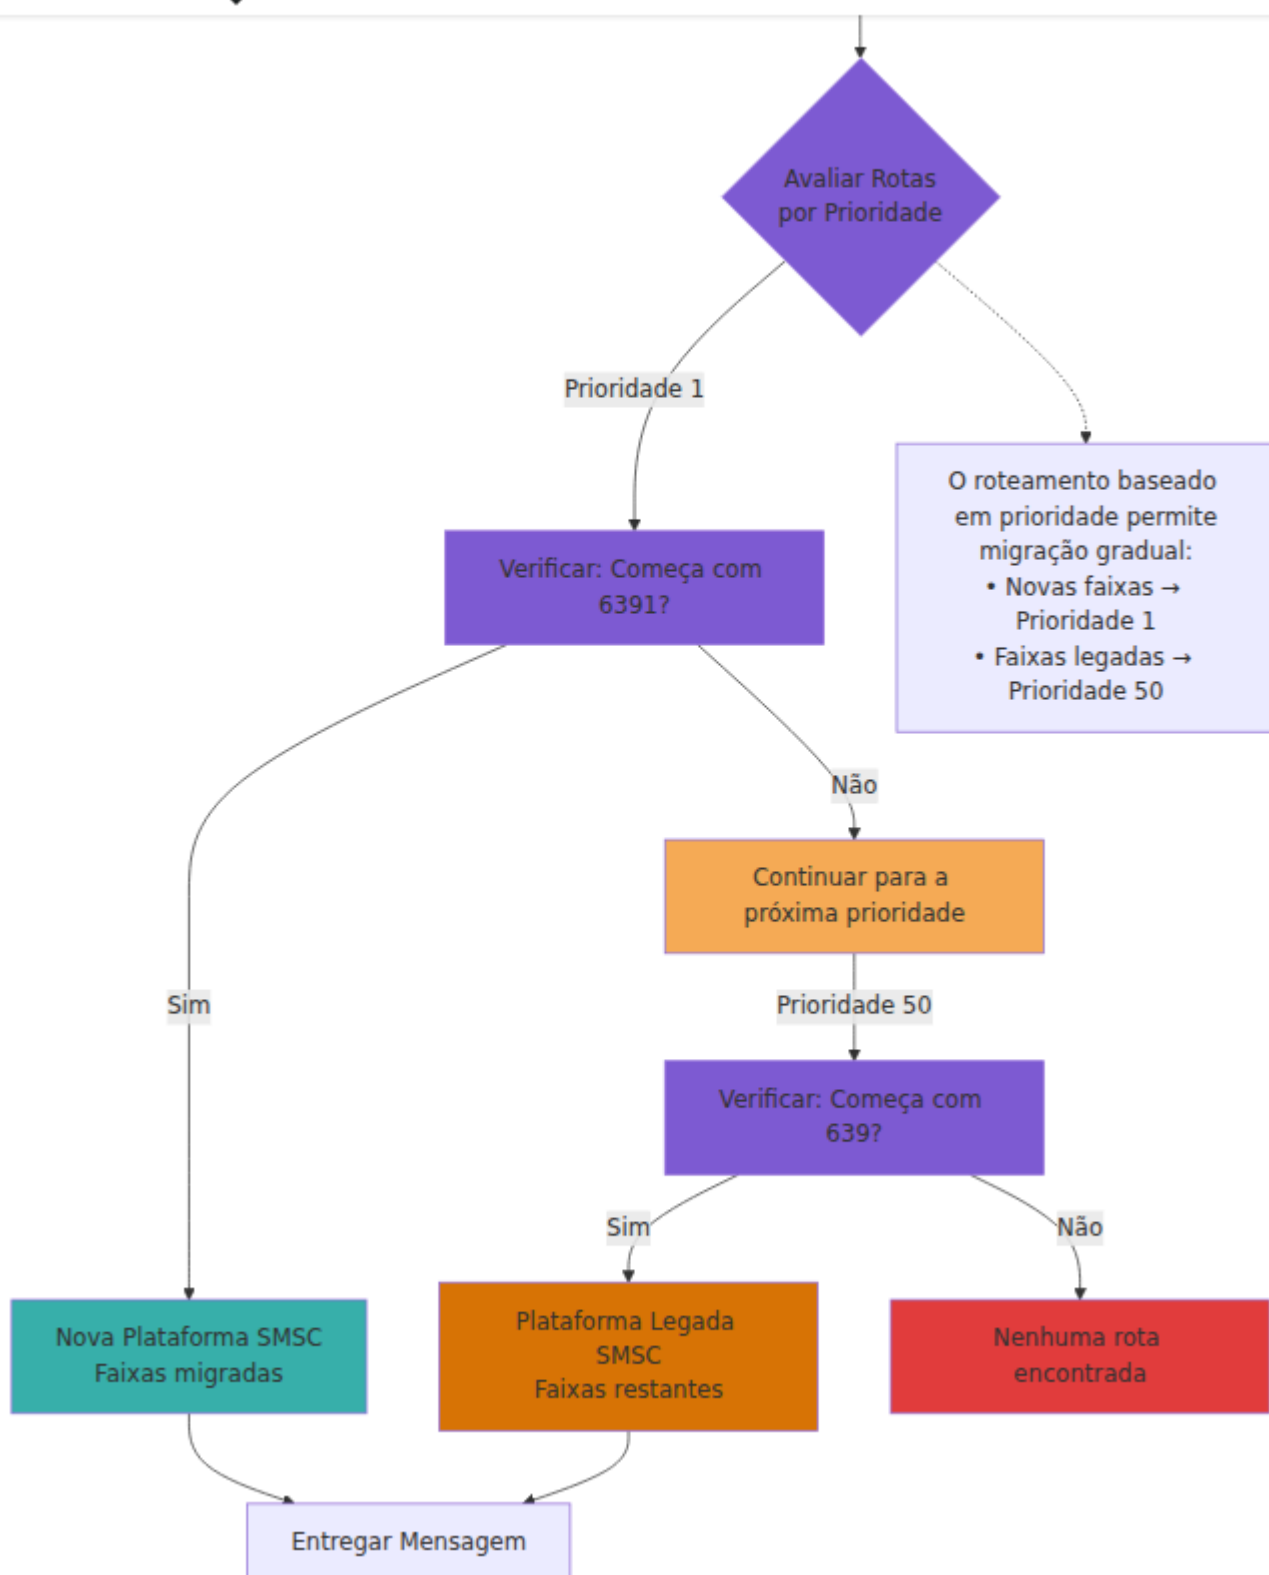 Avaliar Rotas
por Prioridade
Prioridade 1
O roteamento baseado
em prioridade permite
migração gradual:
• Novas faixas →
Prioridade 1
• Faixas legadas →
Prioridade 50
Verificar: Começa com
6391?
Não
Continuar para a
próxima prioridade
Sim
Prioridade 50
Verificar: Começa com
639?
Sim
Não
Nova Plataforma SMSC
Faixas migradas
Plataforma Legada
SMSC
Faixas restantes
Nenhuma rota
encontrada
Entregar Mensagem